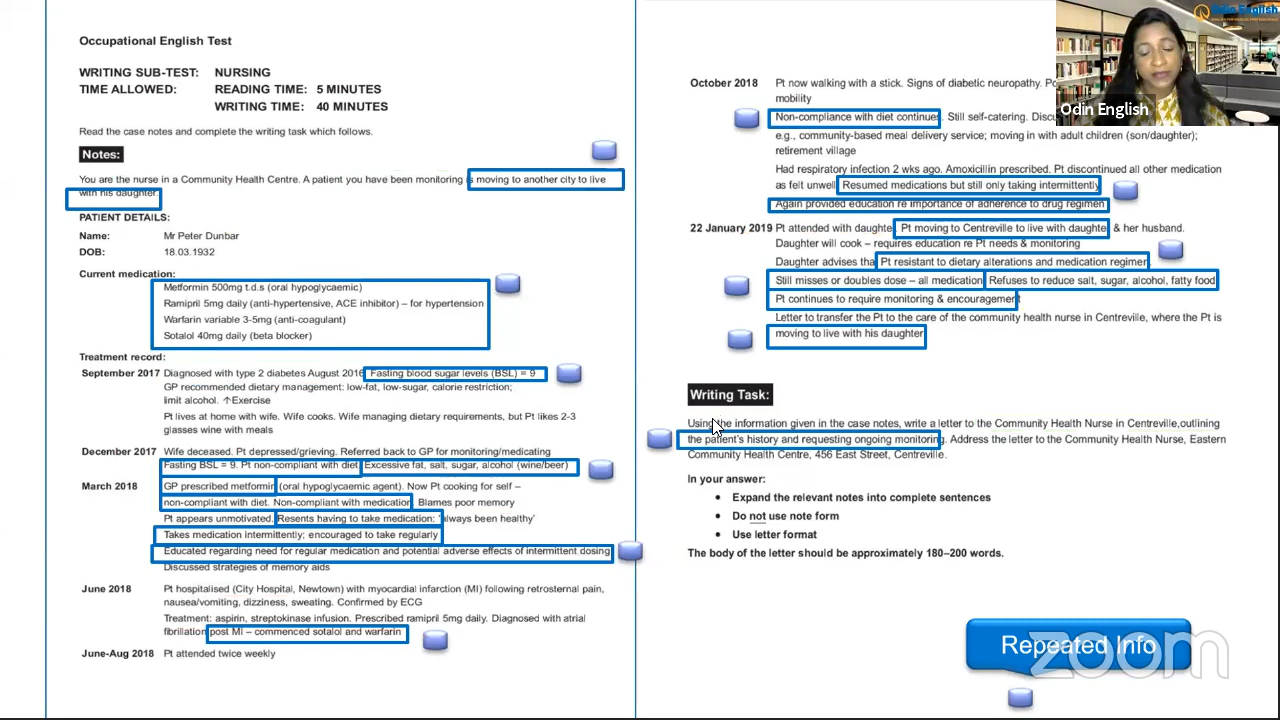 Occupational English Test
WRITING SUB-TEST: NURSING
TIME ALLOWED: READING TIME: 5 MINUTES
WRITING TIME: 40 MINUTES
Read the case notes and complete the writing task which follows.
Notes:
You are the nurse in a Community Health Centre. A patient you have been monitoring is moving to another city to live
with his daughter.
PATIENT DETAILS:
Name: Mr Peter Dunbar
DOB: 18.03.1932
Current medication:
Metformin 500mg t.d.s (oral hypoglycaemic)
Ramipril 5mg daily (anti-hypertensive, ACE inhibitor) – for hypertension
Warfarin variable 3-5mg (anti-coagulant)
Sotalol 40mg daily (beta blocker)
Treatment record:
September 2017 Diagnosed with type 2 diabetes August 2016 Fasting blood sugar levels (BSL) = 9
GP recommended dietary management: low-fat, low-sugar, calorie restriction;
limit alcohol. ↑Exercise
Pt lives at home with wife. Wife cooks. Wife managing dietary requirements, but Pt likes 2-3
glasses wine with meals
December 2017 Wife deceased. Pt depressed/grieving. Referred back to GP for monitoring/medicating
Fasting BSL = 9. Pt non-compliant with diet. Excessive fat, salt, sugar, alcohol (wine/beer)
March 2018 GP prescribed metformin (oral hypoglycaemic agent). Now Pt cooking for self –
non-compliant with diet. Non-compliant with medication. Blames poor memory
Pt appears unmotivated. Resents having to take medication: 'always been healthy'
Takes medication intermittently; encouraged to take regularly
Educated regarding need for regular medication and potential adverse effects of intermittent dosing
Discussed strategies of memory aids
June 2018 Pt hospitalised (City Hospital, Newtown) with myocardial infarction (MI) following retrosternal pain,
nausea/vomiting, dizziness, sweating. Confirmed by ECG
Treatment: aspirin, streptokinase infusion. Prescribed ramipril 5mg daily. Diagnosed with atrial
fibrillation post MI – commenced sotalol and warfarin
June-Aug 2018 Pt attended twice weekly
October 2018 Pt now walking with a stick. Signs of diabetic neuropathy.
mobility
Non-compliance with diet continues. Still self-catering.
e.g., community-based meal delivery service; moving in with adult children (son/daughter);
retirement village
Had respiratory infection 2 wks ago. Amoxicillin prescribed. Pt discontinued all other medication
as felt unwell. Resumed medications but still only taking intermittently
Again provided education re importance of adherence to drug regimen
22 January 2019 Pt attended with daughter. Pt moving to Centreville to live with daughter & her husband.
Daughter will cook – requires education re Pt needs & monitoring
Daughter advises that Pt resistant to dietary alterations and medication regimen.
Still misses or doubles dose – all medication. Refuses to reduce salt, sugar, alcohol, fatty food
Pt continues to require monitoring & encouragement
Letter to transfer the Pt to the care of the community health nurse in Centreville, where the Pt is
moving to live with his daughter
Writing Task:
Using the information given in the case notes, write a letter to the Community Health Nurse in Centreville,outlining
the patient's history and requesting ongoing monitoring. Address the letter to the Community Health Nurse, Eastern
Community Health Centre, 456 East Street, Centreville.
In your answer:
• Expand the relevant notes into complete sentences
• Do not use note form
• Use letter format
The body of the letter should be approximately 180–200 words.
Repeated Info
zoom
Odin English
Odin English